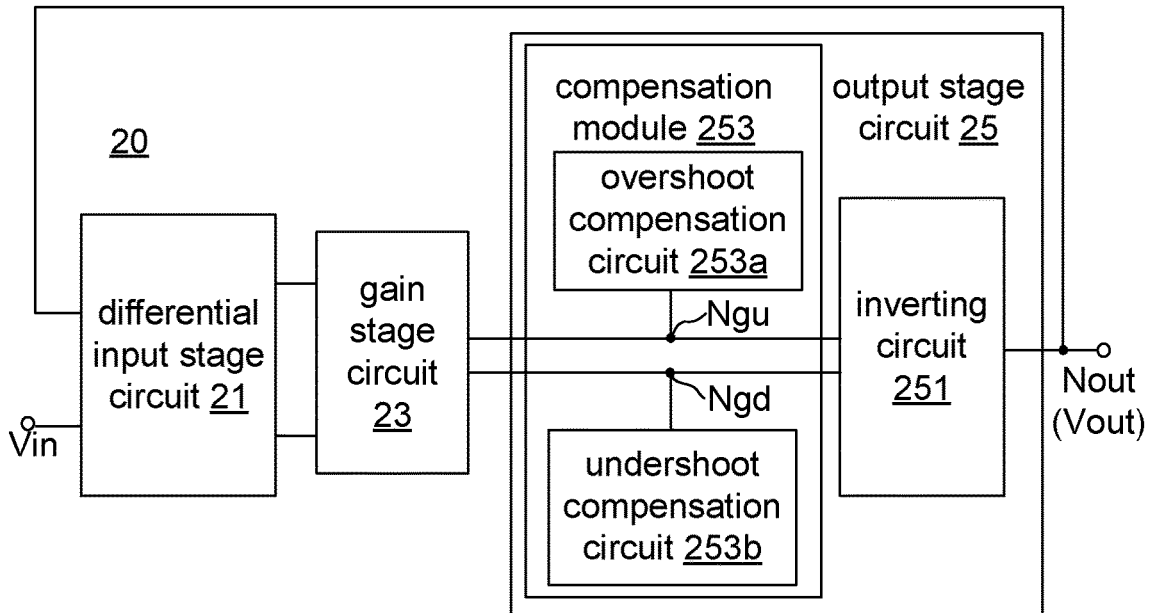 20
compensation
module 253
output stage
circuit 25
overshoot
compensation
circuit 253a
differential
input stage
circuit 21
gain
stage
circuit
23
Ngu
Ngd
inverting
circuit
251
Nout
(Vout)
Vin
undershoot
compensation
circuit 253b